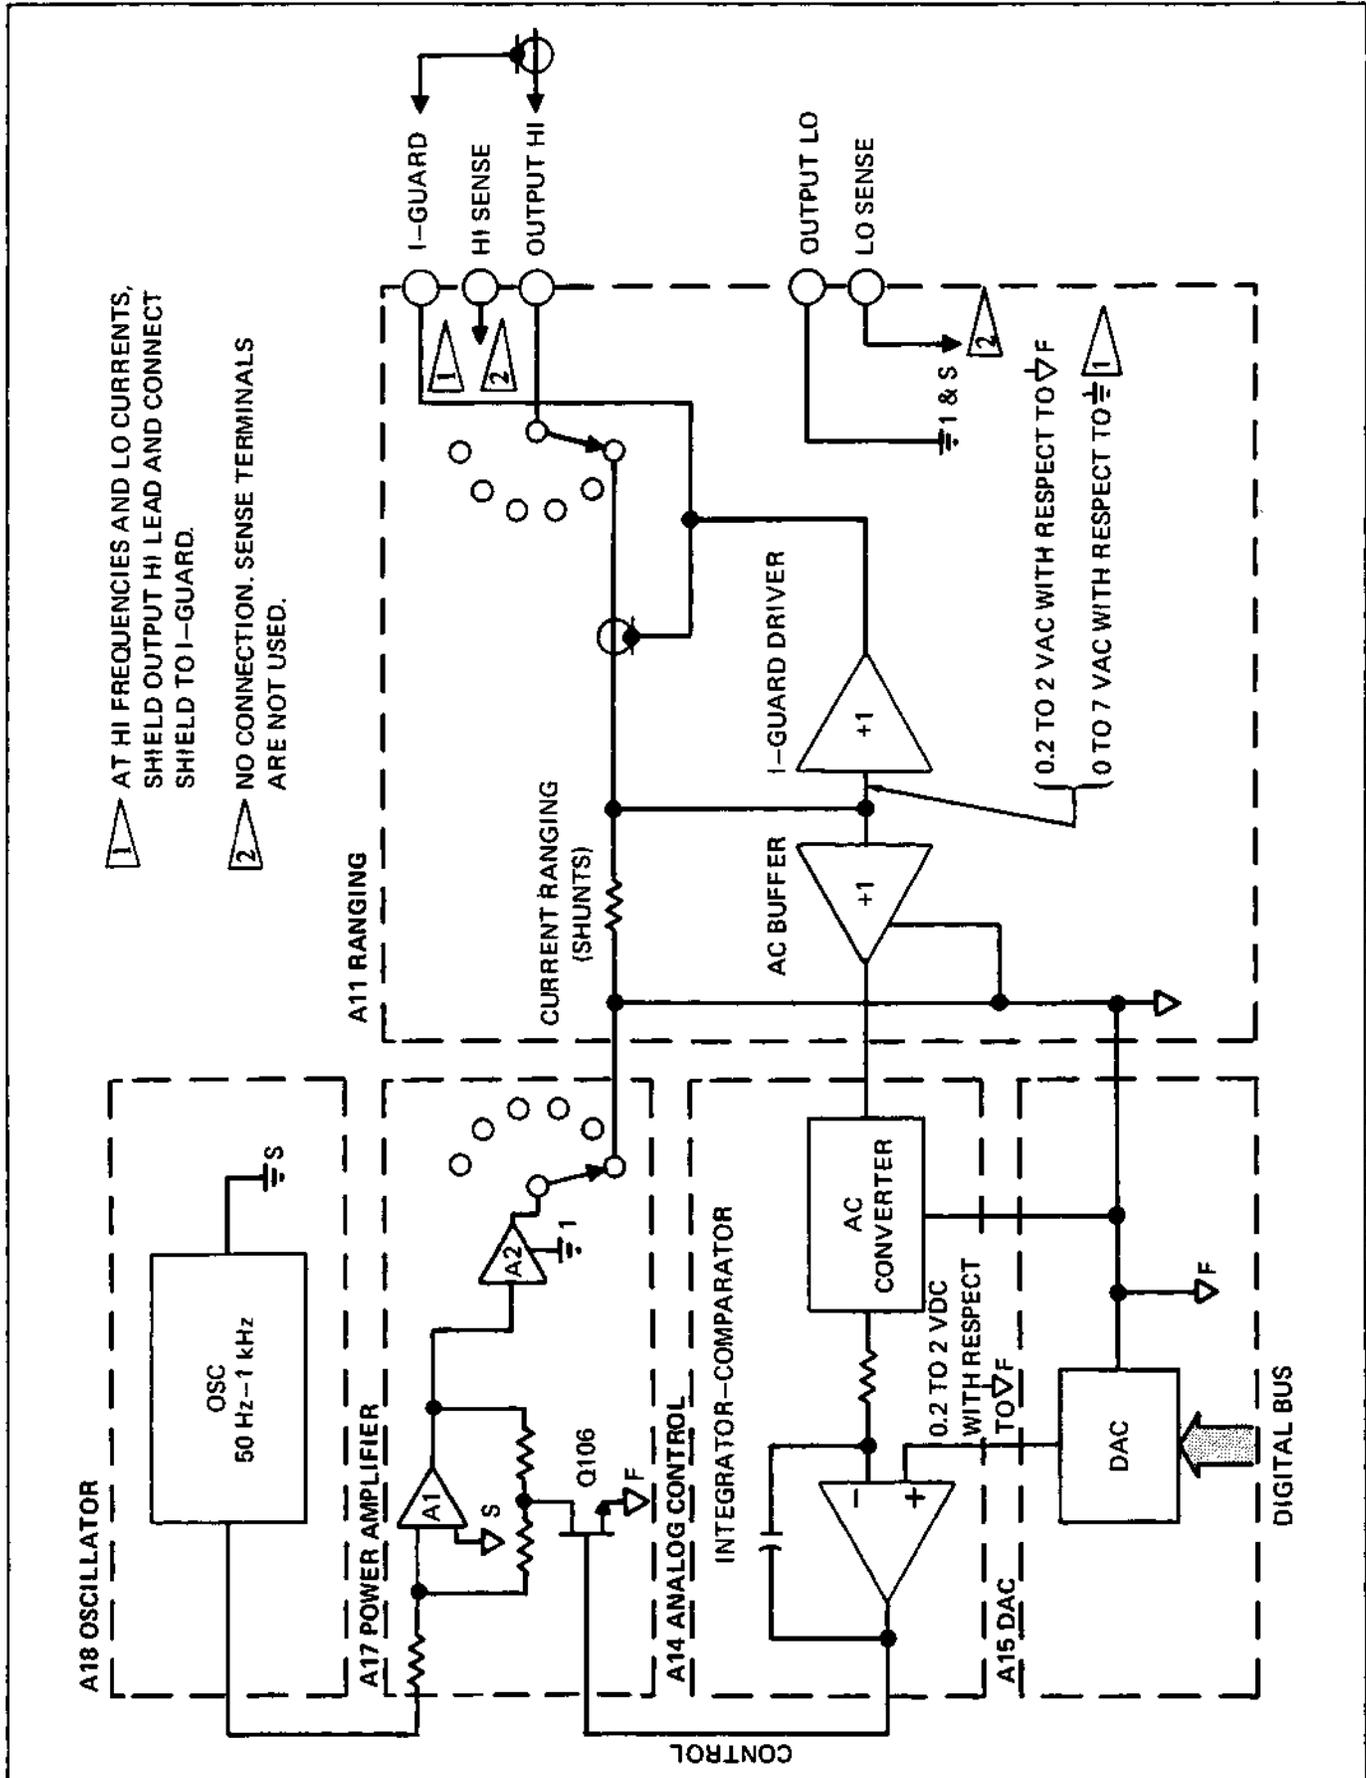 1 AT HI FREQUENCIES AND LO CURRENTS,
SHIELD OUTPUT HI LEAD AND CONNECT
SHIELD TO I–GUARD.
2 NO CONNECTION. SENSE TERMINALS
ARE NOT USED.
A18 OSCILLATOR
OSC
50 Hz–1 kHz
S
A17 POWER AMPLIFIER
A1
S
A2
1
Q106
F
A14 ANALOG CONTROL
INTEGRATOR–COMPARATOR
–
+
AC
CONVERTER
0.2 TO 2 VDC
WITH RESPECT
TO F
CONTROL
A15 DAC
DAC
F
DIGITAL BUS
A11 RANGING
CURRENT RANGING
(SHUNTS)
AC BUFFER
+1
I–GUARD DRIVER
+1
0.2 TO 2 VAC WITH RESPECT TO F
0 TO 7 VAC WITH RESPECT TO 1
I–GUARD
1
HI SENSE
2
OUTPUT HI
OUTPUT LO
1 & S
LO SENSE
2